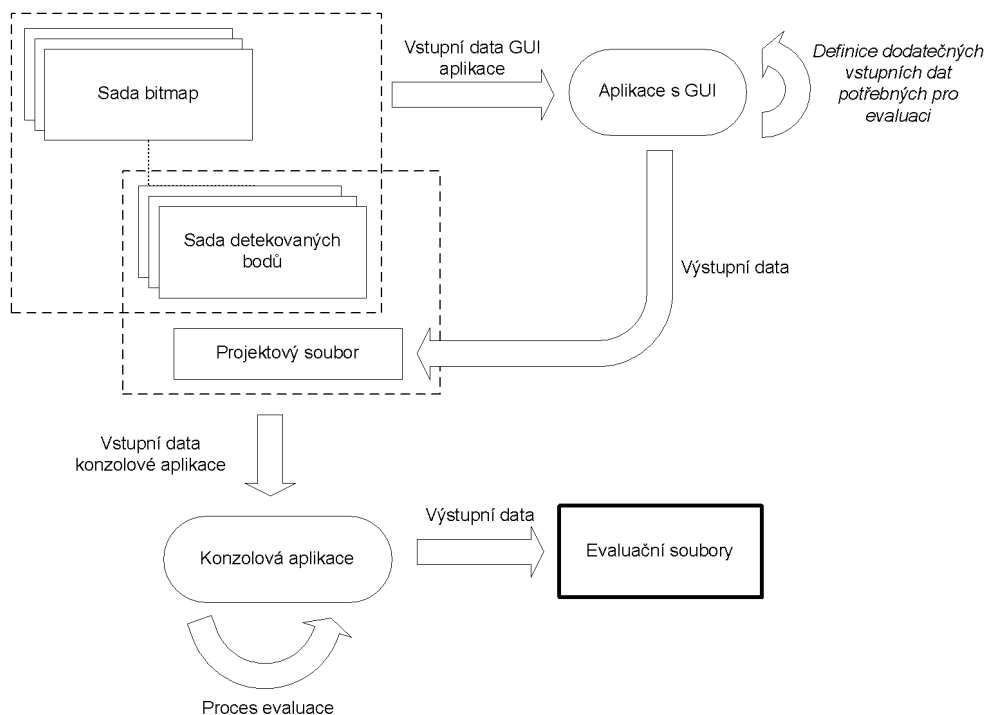 Sada bitmap
Vstupní data GUI
aplikace
Aplikace s GUI
Definice dodatečných
vstupních dat
potřebných pro
evaluaci
Sada detekovaných
bodů
Výstupní data
Projektový soubor
Vstupní data
konzolové aplikace
Konzolová aplikace
Výstupní data
Evaluační soubory
Proces evaluace